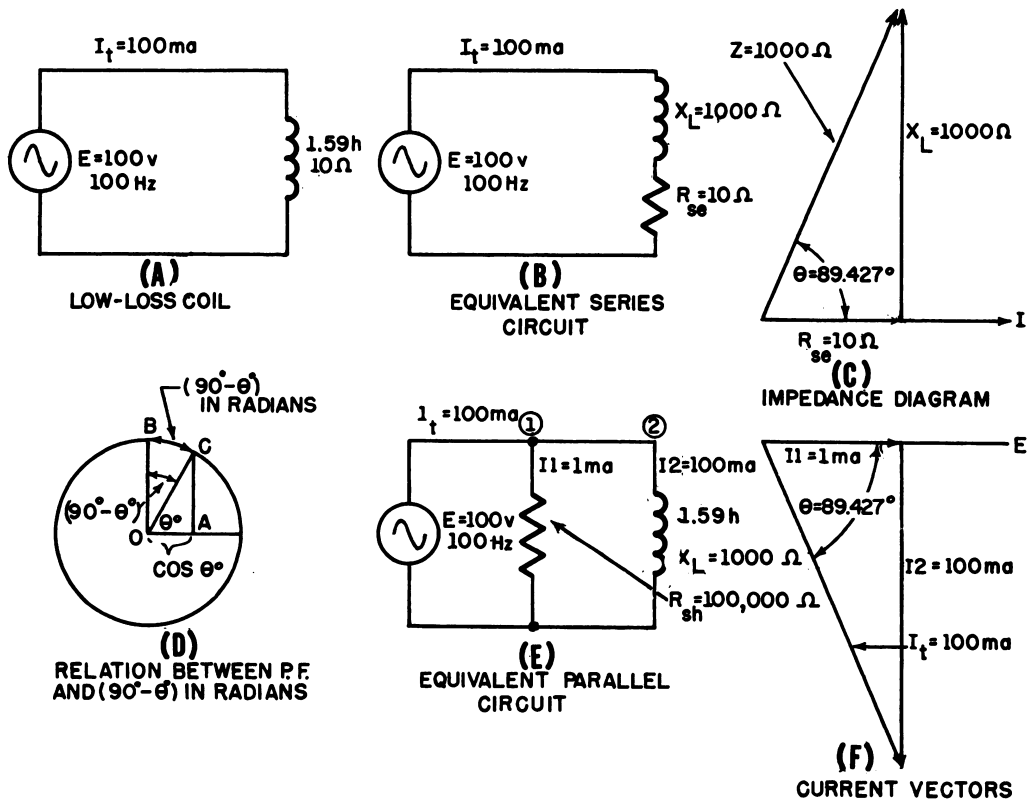 It=100ma
E=100v
100Hz
1.59h
10Ω
(A)
LOW-LOSS COIL
It=100ma
E=100v
100Hz
XL=1000Ω
Rse=10Ω
(B)
EQUIVALENT SERIES
CIRCUIT
Z=1000Ω
XL=1000Ω
θ=89.427°
I
Rse=10Ω
(C)
IMPEDANCE DIAGRAM
(90°-θ°)
IN RADIANS
B
C
(90°-θ°)
θ°
O
A
COS θ°
(D)
RELATION BETWEEN P.F.
AND (90°-θ°) IN RADIANS
It=100ma
①
②
I1=1ma
I2=100ma
E=100v
100Hz
1.59h
XL=1000 Ω
Rsh=100,000 Ω
(E)
EQUIVALENT PARALLEL
CIRCUIT
E
I1=1ma
θ=89.427°
I2=100ma
It=100ma
(F)
CURRENT VECTORS